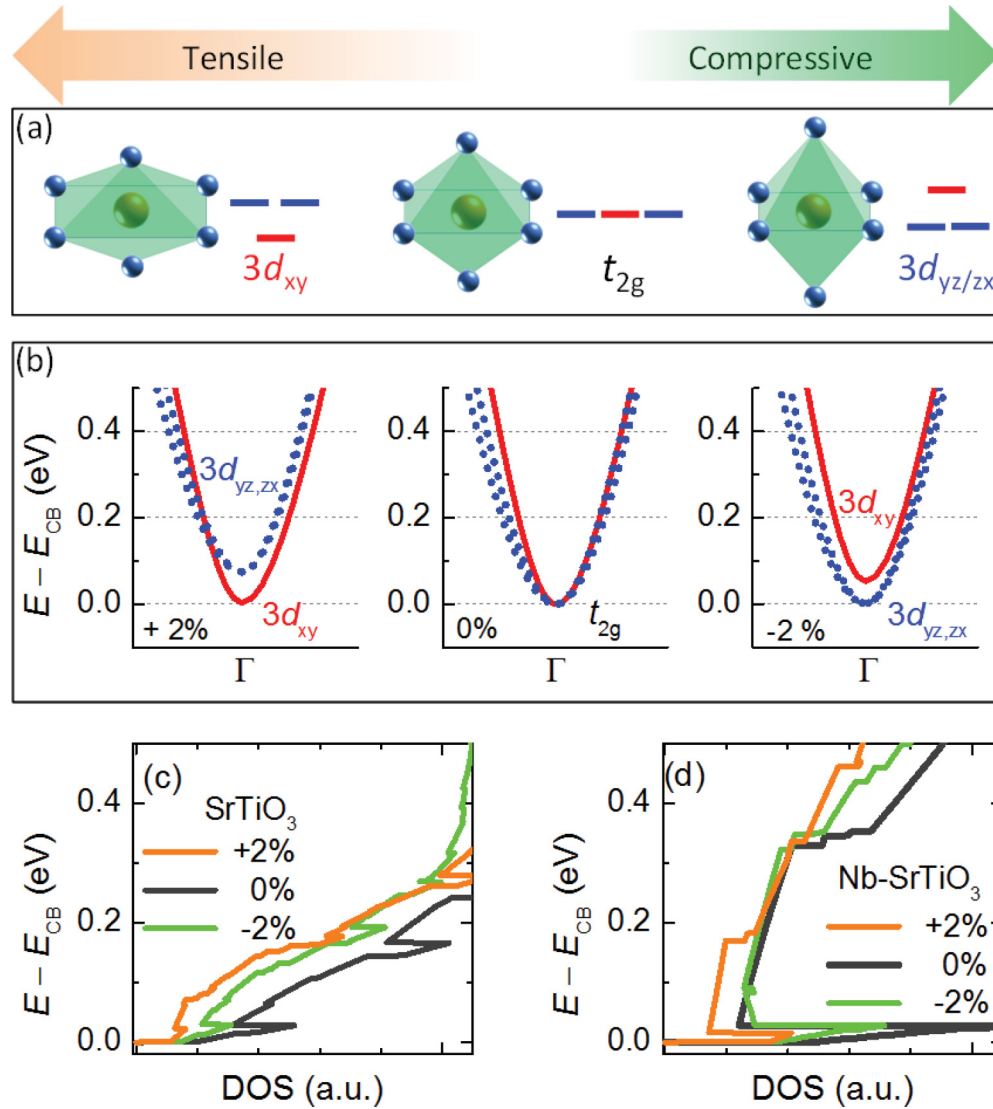 Tensile Compressive
(a)
3d_xy t_2g 3d_yz/zx
(b)
E − E_CB (eV)
0.4
0.2
0.0
3d_yz,zx
3d_xy
+ 2%
Γ
0.4
0.2
0.0
t_2g
0%
Γ
0.4
0.2
0.0
3d_xy
3d_yz,zx
-2 %
Γ
(c)
SrTiO₃
+2%
0%
-2%
E − E_CB (eV)
0.4
0.2
0.0
DOS (a.u.)
(d)
Nb-SrTiO₃
+2%
0%
-2%
E − E_CB (eV)
0.4
0.2
0.0
DOS (a.u.)